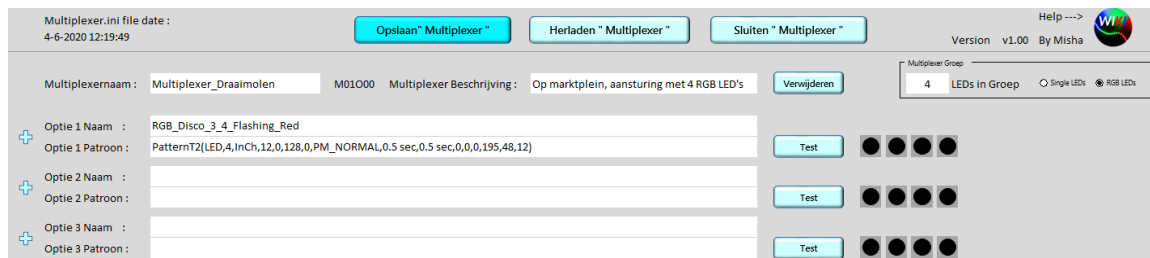 Multiplexer.ini file date :
4-6-2020 12:19:49
Opslaan" Multiplexer "
Herladen " Multiplexer "
Sluiten " Multiplexer "
Help --->
WIKI
Version v1.00 By Misha
Multiplexer Groep
Multiplexernaam : Multiplexer_Draaimolen M01O00 Multiplexer Beschrijving : Op marktplein, aansturing met 4 RGB LED's Verwijderen
4 LEDs in Groep Single LEDs RGB LEDs
Optie 1 Naam : RGB_Disco_3_4_Flashing_Red
Optie 1 Patroon : PatternT2(LED,4,InCh,12,0,128,0,PM_NORMAL,0.5 sec,0.5 sec,0,0,0,195,48,12) Test
Optie 2 Naam :
Optie 2 Patroon : Test
Optie 3 Naam :
Optie 3 Patroon : Test